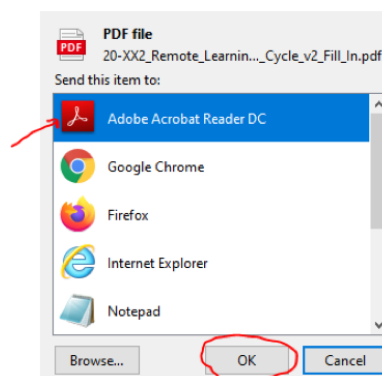 PDF file
PDF
20-XX2_Remote_Learnin..._Cycle_v2_Fill_In.pdf
Send this item to:
Adobe Acrobat Reader DC
Google Chrome
Firefox
Internet Explorer
Notepad
Browse... OK Cancel